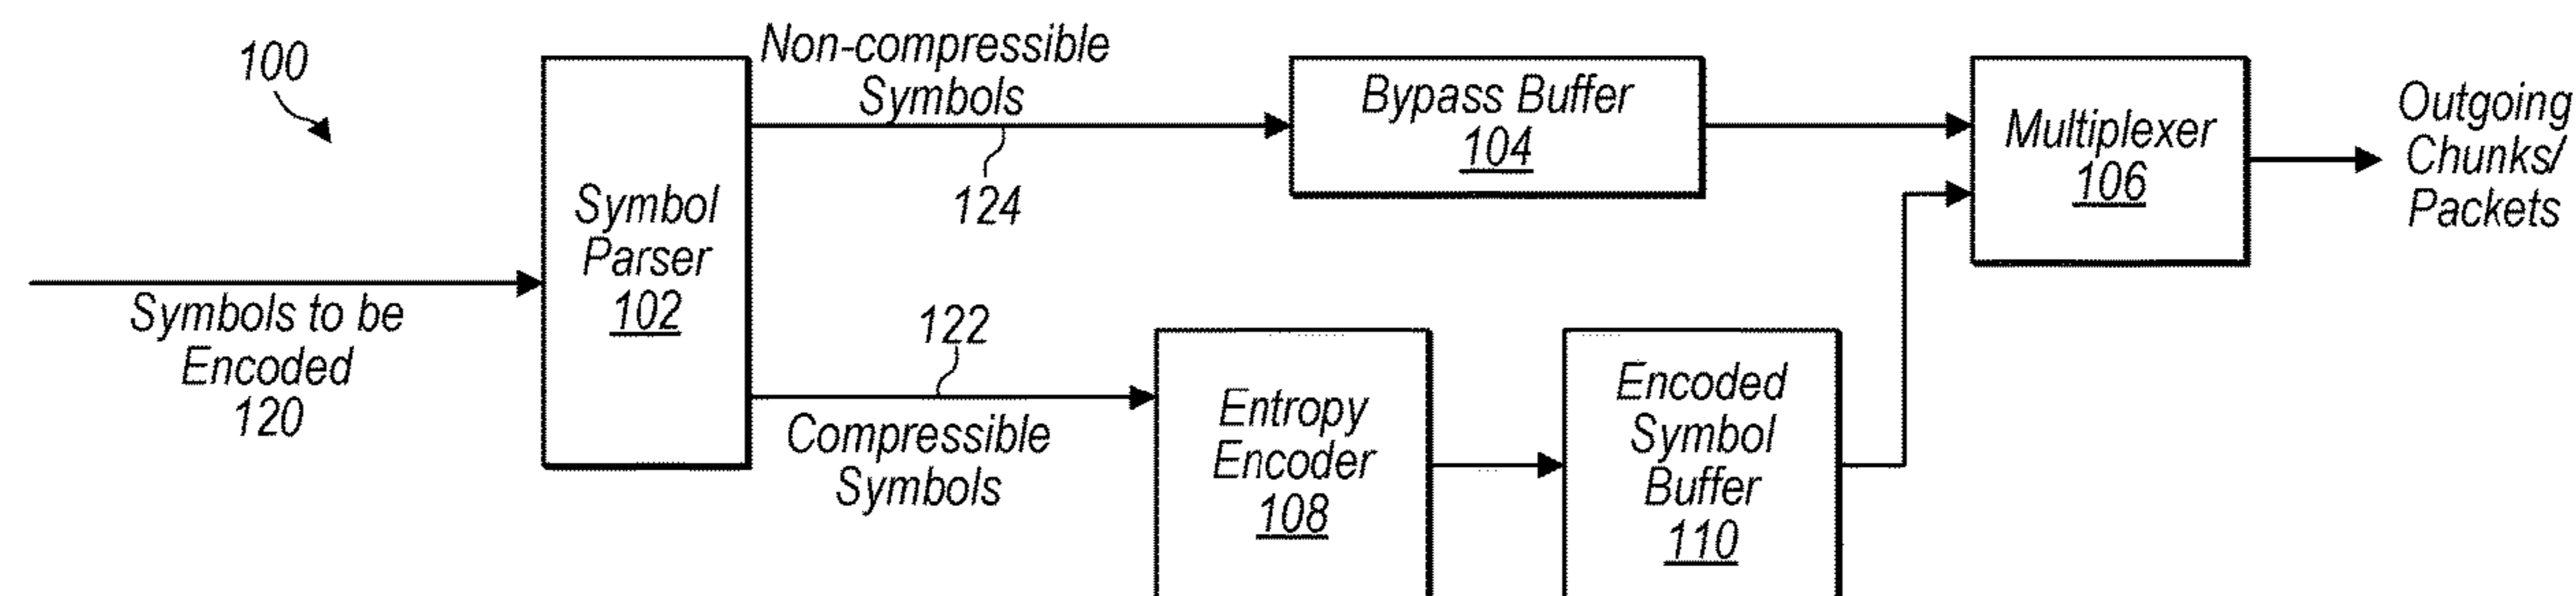 100
Non-compressible
Symbols
124
Symbols to be
Encoded
120
Symbol
Parser
102
122
Compressible
Symbols
Bypass Buffer
104
Entropy
Encoder
108
Encoded
Symbol
Buffer
110
Multiplexer
106
Outgoing
Chunks/
Packets